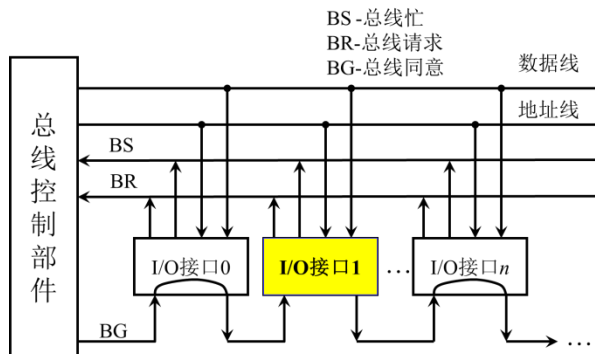 BS -总线忙
BR-总线请求
BG-总线同意
数据线
地址线
总线控制部件
BS
BR
I/O接口0
I/O接口1
…
I/O接口n
BG
…